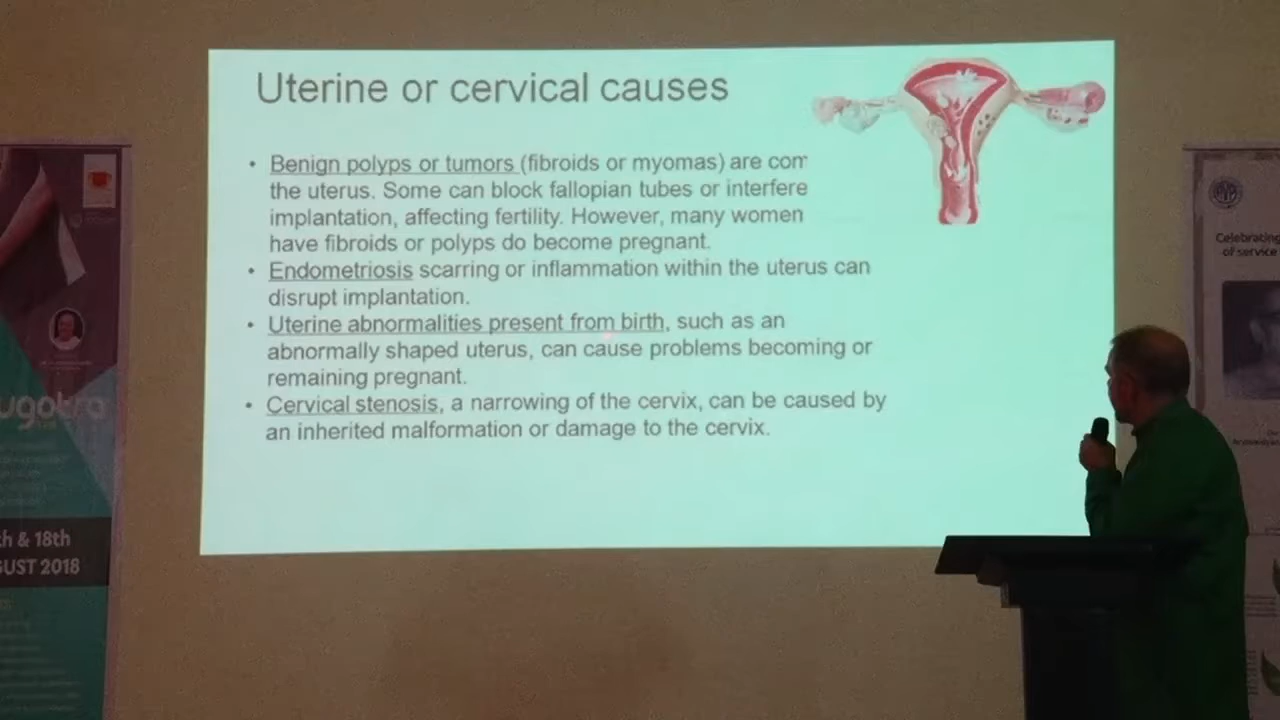 Uterine or cervical causes
• Benign polyps or tumors (fibroids or myomas) are com
the uterus. Some can block fallopian tubes or interfere
implantation, affecting fertility. However, many women
have fibroids or polyps do become pregnant.
• Endometriosis scarring or inflammation within the uterus can
disrupt implantation.
• Uterine abnormalities present from birth, such as an
abnormally shaped uterus, can cause problems becoming or
remaining pregnant.
• Cervical stenosis, a narrowing of the cervix, can be caused by
an inherited malformation or damage to the cervix.
ugotra
h & 18th
GUST 2018
Celebrating
of service